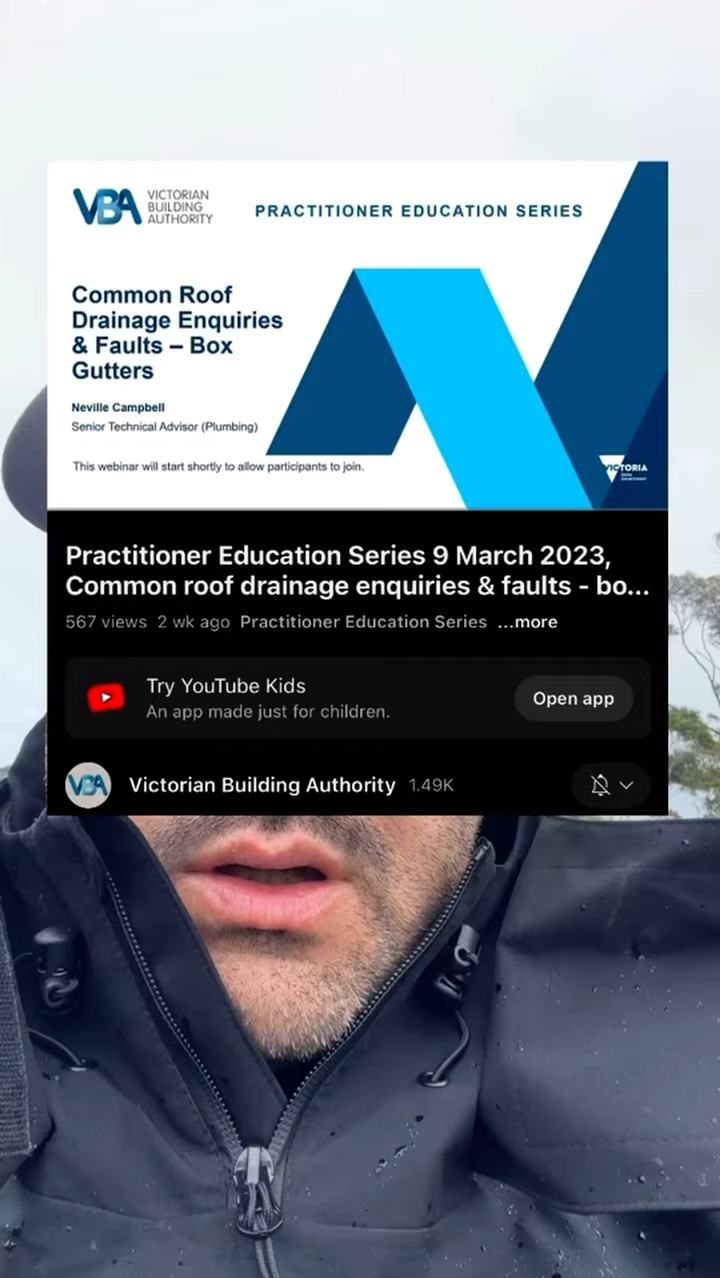 VBA VICTORIAN
BUILDING
AUTHORITY
PRACTITIONER EDUCATION SERIES
Common Roof
Drainage Enquiries
& Faults – Box
Gutters
Neville Campbell
Senior Technical Advisor (Plumbing)
This webinar will start shortly to allow participants to join.
VICTORIA
State
Government
Practitioner Education Series 9 March 2023,
Common roof drainage enquiries & faults - bo...
567 views 2 wk ago Practitioner Education Series ...more
Try YouTube Kids
An app made just for children.
Open app
VBA
Victorian Building Authority 1.49K